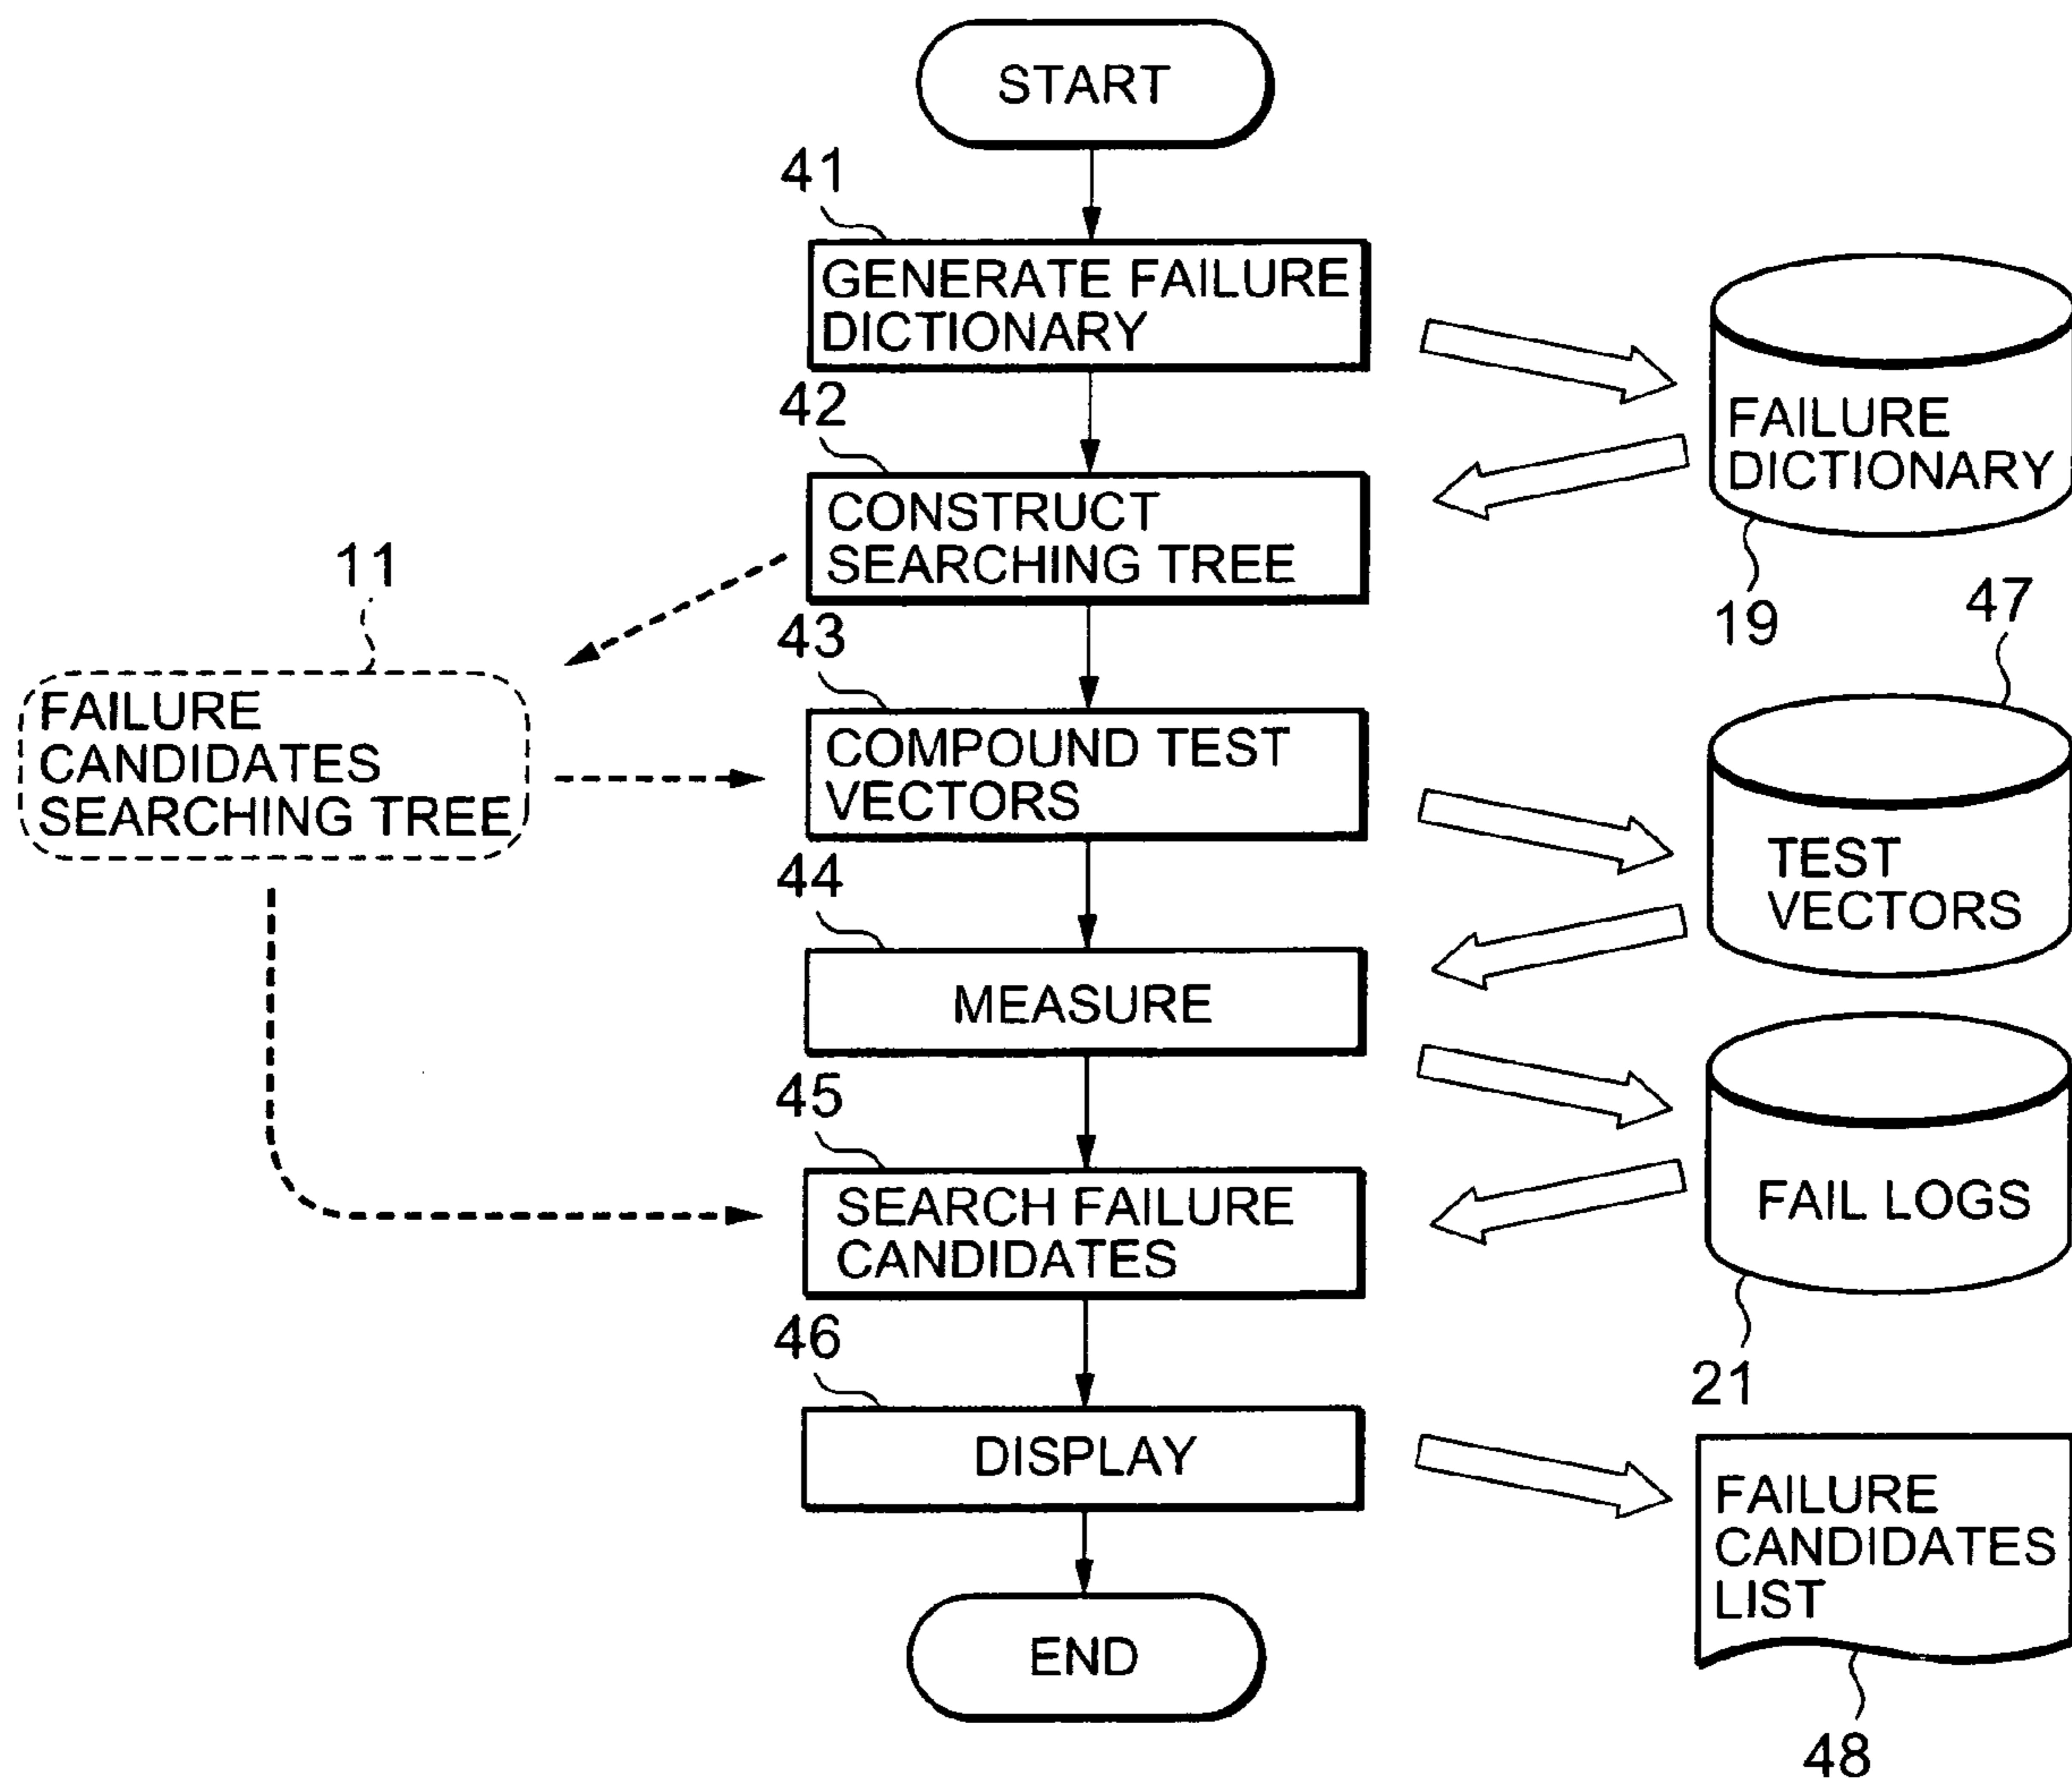 START
41
GENERATE FAILURE
DICTIONARY
42
CONSTRUCT
SEARCHING TREE
43
COMPOUND TEST
VECTORS
44
MEASURE
45
SEARCH FAILURE
CANDIDATES
46
DISPLAY
END
11
FAILURE
CANDIDATES
SEARCHING TREE
FAILURE
DICTIONARY
19
47
TEST
VECTORS
FAIL LOGS
21
FAILURE
CANDIDATES
LIST
48